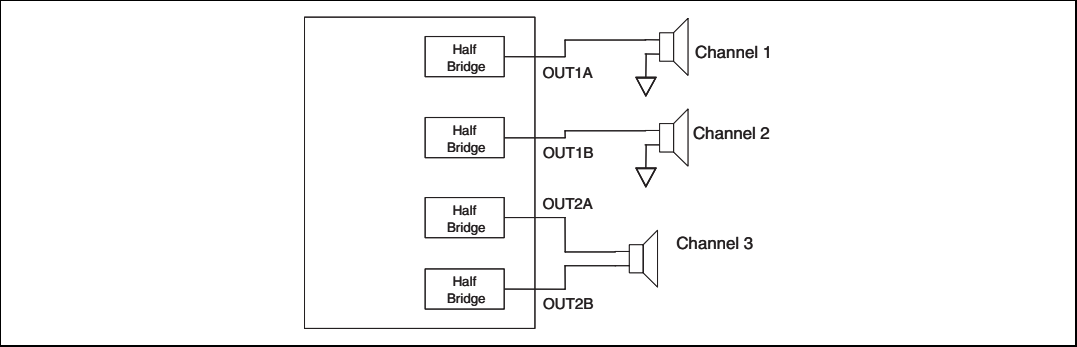 Half
Bridge
OUT1A
Channel 1
Half
Bridge
OUT1B
Channel 2
Half
Bridge
OUT2A
Channel 3
Half
Bridge
OUT2B